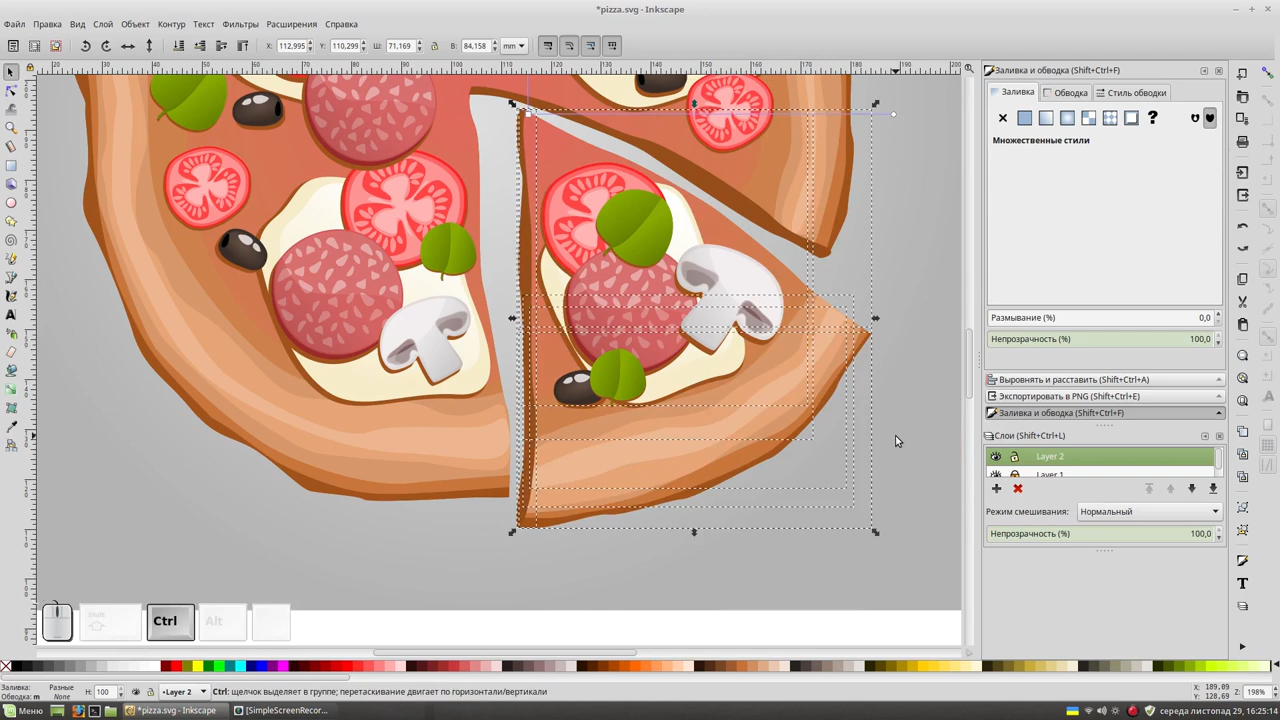 *pizza.svg - Inkscape
Файл Правка Вид Слой Объект Контур Текст Фильтры Расширения Справка
X: 112,995 Y: 110,299 Ш: 71,169 В: 84,158 mm
Заливка и обводка (Shift+Ctrl+F)
Заливка Обводка Стиль обводки
?
Множественные стили
Размывание (%) 0,0
Непрозрачность (%) 100,0
Выровнять и расставить (Shift+Ctrl+A)
Экспортировать в PNG (Shift+Ctrl+E)
Заливка и обводка (Shift+Ctrl+F)
Слои (Shift+Ctrl+L)
Layer 2
Layer 1
Режим смешивания: Нормальный
Непрозрачность (%) 100,0
Shift Ctrl Alt
Заливка: Разные Н: 100 •Layer 2 Ctrl: щелчок выделяет в группе; перетаскивание двигает по горизонтали/вертикали X: 189,09 Z: 198%
Обводка: m None Y: 128,69
Меню *pizza.svg - Inkscape [SimpleScreenRecor... середа листопад 29, 16:25:14